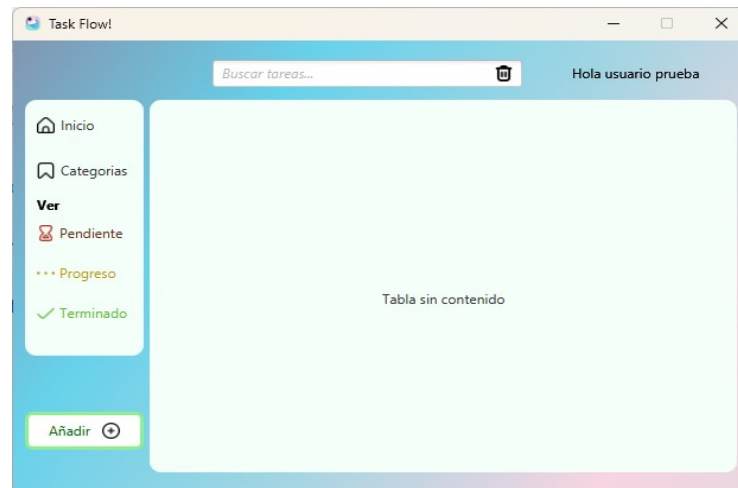 Task Flow!
Buscar tareas...
Hola usuario prueba
Inicio
Categorias
Ver
Pendiente
Progreso
Terminado
Tabla sin contenido
Añadir